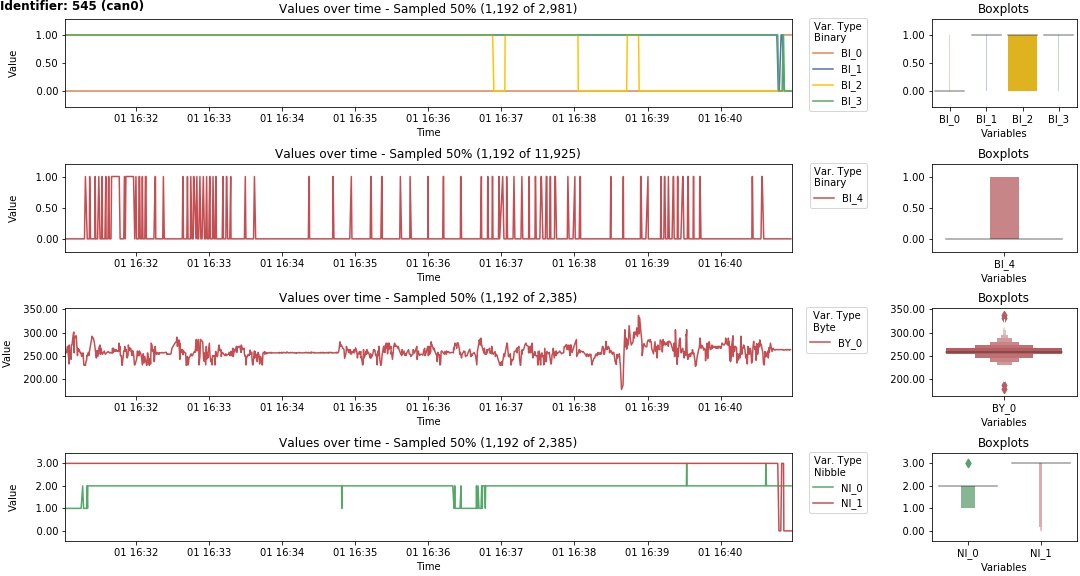 Identifier: 545 (can0)
Values over time - Sampled 50% (1,192 of 2,981)
Boxplots
Value
1.00
0.50
0.00
01 16:32 01 16:33 01 16:34 01 16:35 01 16:36 01 16:37 01 16:38 01 16:39 01 16:40
Time
Var. Type
Binary
BI_0
BI_1
BI_2
BI_3
1.00
0.50
0.00
BI_0 BI_1 BI_2 BI_3
Variables
Values over time - Sampled 50% (1,192 of 11,925)
Boxplots
Value
1.00
0.50
0.00
01 16:32 01 16:33 01 16:34 01 16:35 01 16:36 01 16:37 01 16:38 01 16:39 01 16:40
Time
Var. Type
Binary
BI_4
1.00
0.50
0.00
BI_4
Variables
Values over time - Sampled 50% (1,192 of 2,385)
Boxplots
Value
350.00
300.00
250.00
200.00
01 16:32 01 16:33 01 16:34 01 16:35 01 16:36 01 16:37 01 16:38 01 16:39 01 16:40
Time
Var. Type
Byte
BY_0
350.00
300.00
250.00
200.00
BY_0
Variables
Values over time - Sampled 50% (1,192 of 2,385)
Boxplots
Value
3.00
2.00
1.00
0.00
01 16:32 01 16:33 01 16:34 01 16:35 01 16:36 01 16:37 01 16:38 01 16:39 01 16:40
Time
Var. Type
Nibble
NI_0
NI_1
3.00
2.00
1.00
0.00
NI_0 NI_1
Variables